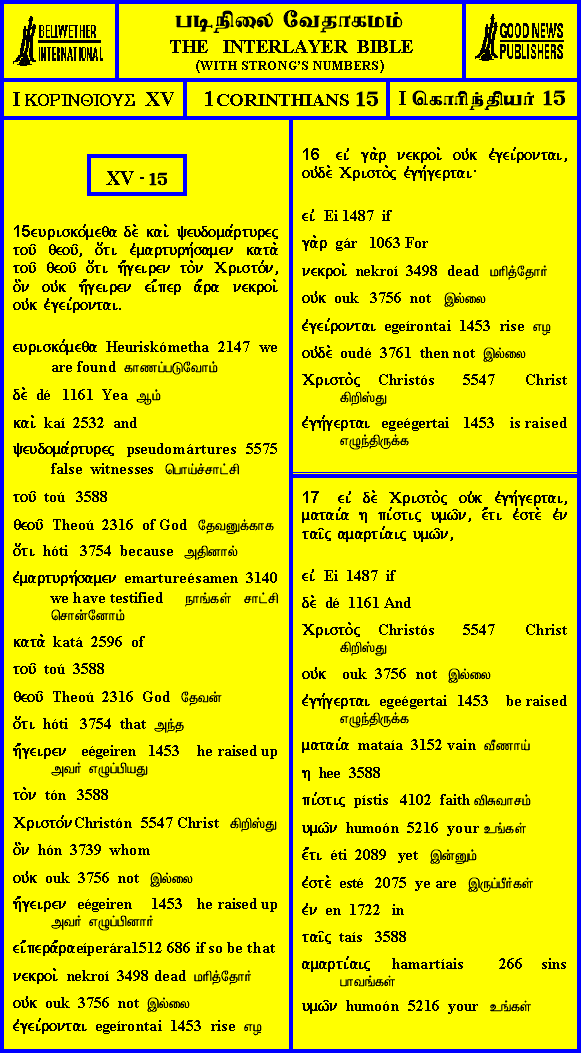 BELLWETHER
INTERNATIONAL
படிநிலை வேதாகமம்
THE INTERLAYER BIBLE
(WITH STRONG'S NUMBERS)
GOOD NEWS
PUBLISHERS
I ΚΟΡΙΝΘΙΟΥΣ XV
1 CORINTHIANS 15
I கொரிந்தியர் 15
XV - 15
15ευρισκόμεθα δὲ καὶ ψευδομάρτυρες
τοῦ θεοῦ, ὅτι ἐμαρτυρήσαμεν κατὰ
τοῦ θεοῦ ὅτι ἤγειρεν τὸν Χριστόν,
ὃν οὐκ ἤγειρεν εἴπερ ἄρα νεκροὶ
οὐκ ἐγείρονται.
ευρισκόμεθα Heuriskómetha 2147 we
are found காணப்படுவோம்
δὲ dé 1161 Yea ஆம்
καὶ kaí 2532 and
ψευδομάρτυρες pseudomártures 5575
false witnesses பொய்ச்சாட்சி
τοῦ toú 3588
θεοῦ Theoú 2316 of God தேவனுக்காக
ὅτι hóti 3754 because அதினால்
ἐμαρτυρήσαμεν emartureésamen 3140
we have testified நாங்கள் சாட்சி
சொன்னோம்
κατὰ katá 2596 of
τοῦ toú 3588
θεοῦ Theoú 2316 God தேவன்
ὅτι hóti 3754 that அந்த
ἤγειρεν eégeiren 1453 he raised up
அவர் எழுப்பியது
τὸν tón 3588
Χριστόν Christón 5547 Christ கிறிஸ்து
ὃν hón 3739 whom
οὐκ ouk 3756 not இல்லை
ἤγειρεν eégeiren 1453 he raised up
அவர் எழுப்பினார்
εἴπερἄρα eíperára1512 686 if so be that
νεκροὶ nekroí 3498 dead மரித்தோர்
οὐκ ouk 3756 not இல்லை
ἐγείρονται egeírontai 1453 rise எழ
16 εἰ γὰρ νεκροὶ οὐκ ἐγείρονται,
οὐδὲ Χριστὸς ἐγήγερται·
εἰ Ei 1487 if
γὰρ gár 1063 For
νεκροὶ nekroí 3498 dead மரித்தோர்
οὐκ ouk 3756 not இல்லை
ἐγείρονται egeírontai 1453 rise எழ
οὐδὲ oudé 3761 then not இல்லை
Χριστὸς Christós 5547 Christ
கிறிஸ்து
ἐγήγερται egeégertai 1453 is raised
எழுந்திருக்க
17 εἰ δὲ Χριστὸς οὐκ ἐγήγερται,
ματαία η πίστις υμῶν, ἔτι ἐστὲ ἐν
ταῖς αμαρτίαις υμῶν,
εἰ Ei 1487 if
δὲ dé 1161 And
Χριστὸς Christós 5547 Christ
கிறிஸ்து
οὐκ ouk 3756 not இல்லை
ἐγήγερται egeégertai 1453 be raised
எழுந்திருக்க
ματαία mataía 3152 vain வீணாய்
η hee 3588
πίστις pístis 4102 faith விசுவாசம்
υμῶν humoón 5216 your உங்கள்
ἔτι éti 2089 yet இன்னும்
ἐστὲ esté 2075 ye are இருப்பீர்கள்
ἐν en 1722 in
ταῖς taís 3588
αμαρτίαις hamartíais 266 sins
பாவங்கள்
υμῶν humoón 5216 your உங்கள்